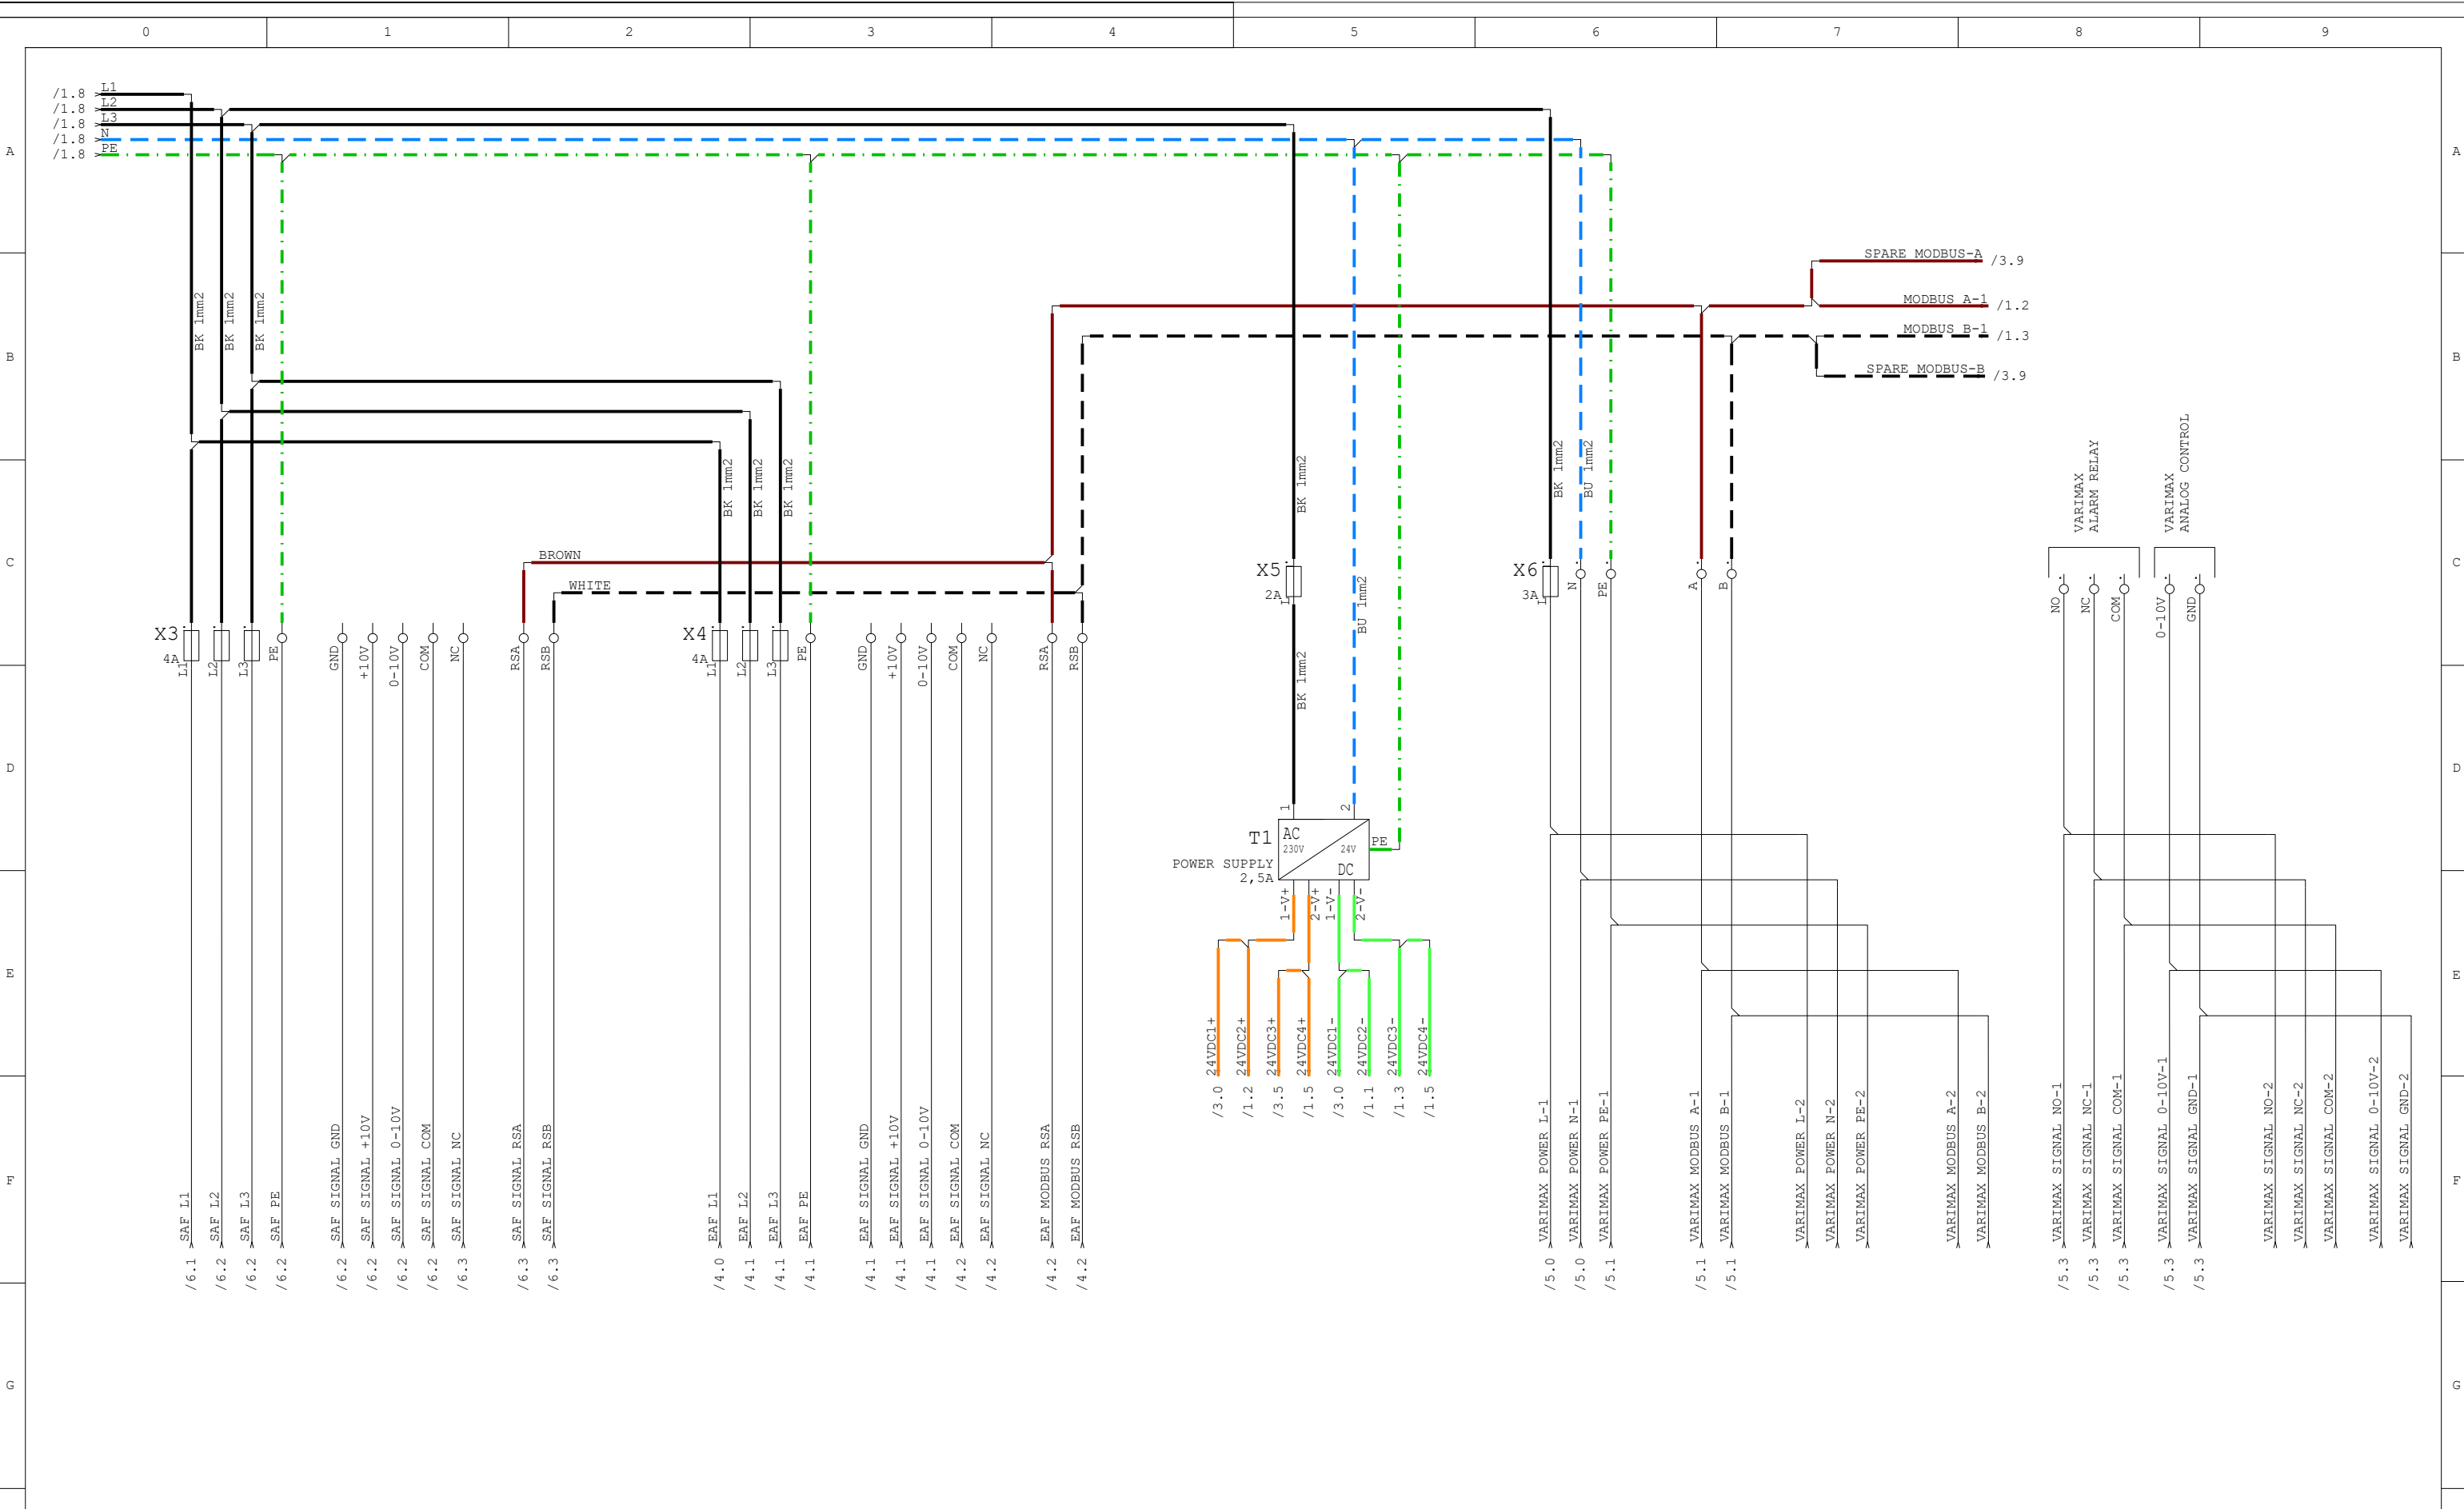 0 1 2 3 4 5 6 7 8 9
/1.8 L1
/1.8 L2
/1.8 L3
/1.8 N
/1.8 PE
A A
SPARE MODBUS-A /3.9
MODBUS A-1 /1.2
MODBUS B-1 /1.3
SPARE MODBUS-B /3.9
BK 1mm2
BK 1mm2
BK 1mm2
B B
BK 1mm2
BK 1mm2
BK 1mm2
BK 1mm2
BK 1mm2
BU 1mm2
VARIMAX
ALARM RELAY
VARIMAX
ANALOG CONTROL
BROWN
WHITE
C C
X5
2A
L
BU 1mm2
X6
3A
L
N
PE
A
B
NO
NC
COM
0-10V
GND
X3
4A
L1
L2
L3
PE
GND
+10V
0-10V
COM
NC
RSA
RSB
X4
4A
L1
L2
L3
PE
GND
+10V
0-10V
COM
NC
RSA
RSB
BK 1mm2
D D
1 2
T1
AC
230V 24V
DC
PE
POWER SUPPLY
2,5A
1-V+
2-V+
1-V-
2-V-
E E
24VDC1+
24VDC2+
24VDC3+
24VDC4+
24VDC1-
24VDC2-
24VDC3-
24VDC4-
/3.0
/1.2
/3.5
/1.5
/3.0
/1.1
/1.3
/1.5
F F
SAF L1
SAF L2
SAF L3
SAF PE
SAF SIGNAL GND
SAF SIGNAL +10V
SAF SIGNAL 0-10V
SAF SIGNAL COM
SAF SIGNAL NC
SAF SIGNAL RSA
SAF SIGNAL RSB
EAF L1
EAF L2
EAF L3
EAF PE
EAF SIGNAL GND
EAF SIGNAL +10V
EAF SIGNAL 0-10V
EAF SIGNAL COM
EAF SIGNAL NC
EAF MODBUS RSA
EAF MODBUS RSB
VARIMAX POWER L-1
VARIMAX POWER N-1
VARIMAX POWER PE-1
VARIMAX MODBUS A-1
VARIMAX MODBUS B-1
VARIMAX POWER L-2
VARIMAX POWER N-2
VARIMAX POWER PE-2
VARIMAX MODBUS A-2
VARIMAX MODBUS B-2
VARIMAX SIGNAL NO-1
VARIMAX SIGNAL NC-1
VARIMAX SIGNAL COM-1
VARIMAX SIGNAL 0-10V-1
VARIMAX SIGNAL GND-1
VARIMAX SIGNAL NO-2
VARIMAX SIGNAL NC-2
VARIMAX SIGNAL COM-2
VARIMAX SIGNAL 0-10V-2
VARIMAX SIGNAL GND-2
/6.1
/6.2
/6.2
/6.2
/6.2
/6.2
/6.2
/6.2
/6.3
/6.3
/6.3
/4.0
/4.1
/4.1
/4.1
/4.1
/4.1
/4.1
/4.2
/4.2
/4.2
/4.2
/5.0
/5.0
/5.1
/5.1
/5.1
/5.3
/5.3
/5.3
/5.3
/5.3
G G